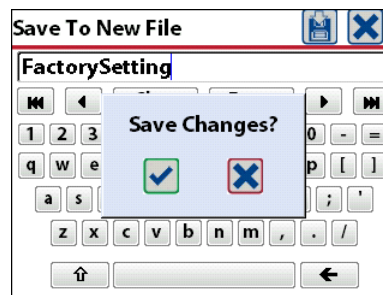 Save To New File
FactorySetting
Save Changes?
1 2 3 0 - =
q w e p [ ]
a s ; '
z x c v b n m , . /